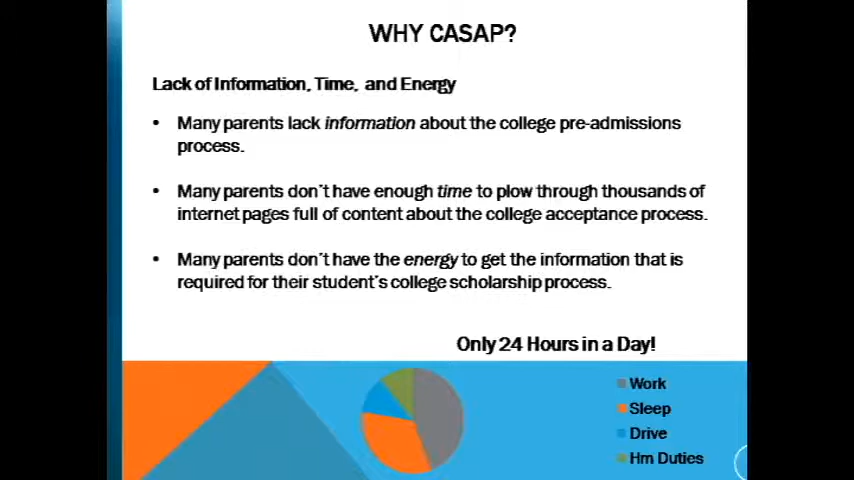 WHY CASAP?
Lack of Information, Time, and Energy
• Many parents lack information about the college pre-admissions
process.
• Many parents don't have enough time to plow through thousands of
internet pages full of content about the college acceptance process.
• Many parents don't have the energy to get the information that is
required for their student's college scholarship process.
Only 24 Hours in a Day!
Work
Sleep
Drive
Hm Duties